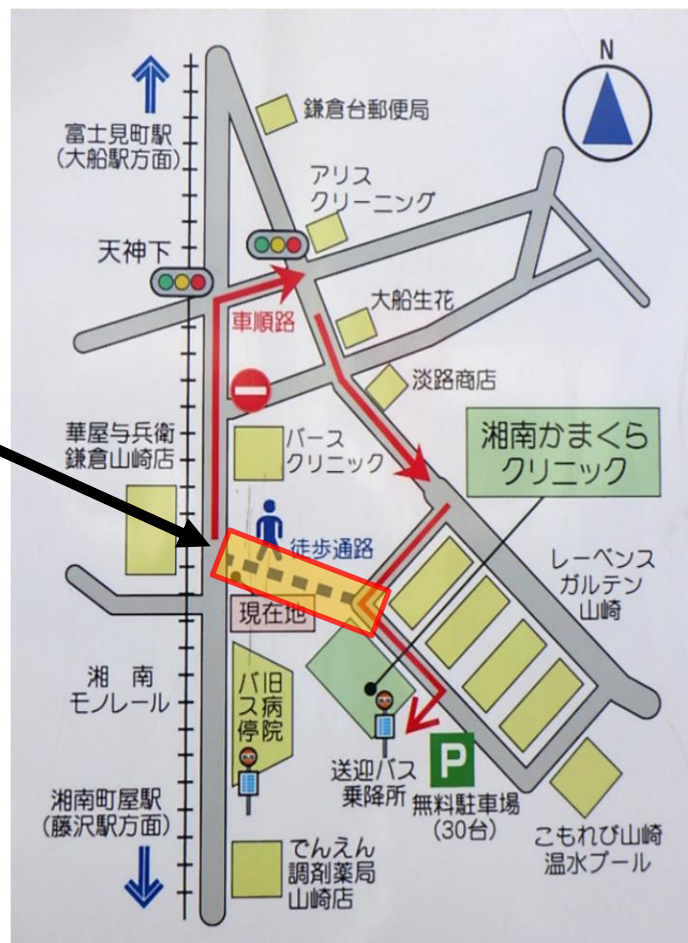 N
鎌倉台郵便局
富士見町駅
(大船駅方面)
アリス
クリーニング
天神下
大船生花
車順路
淡路商店
華屋与兵衛
鎌倉山崎店
バース
クリニック
湘南かまくら
クリニック
徒歩通路
レーベンス
ガルテン
山崎
現在地
湘南
モノレール
旧病院
バス停
送迎バス
乗降所
P
無料駐車場
(30台)
湘南町屋駅
(藤沢駅方面)
こもれび山崎
温水プール
でんえん
調剤薬局
山崎店